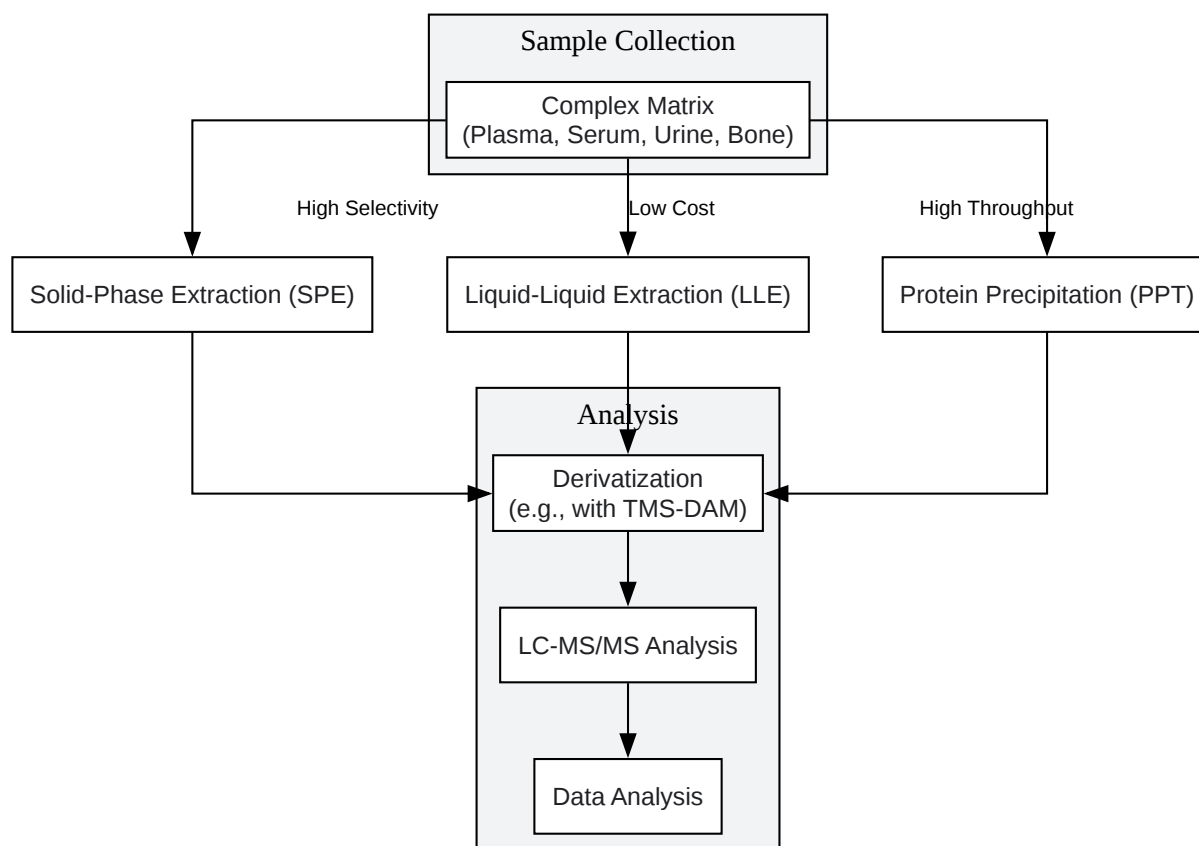 Sample Collection
Complex Matrix
(Plasma, Serum, Urine, Bone)
High Selectivity
Low Cost
High Throughput
Solid-Phase Extraction (SPE)
Liquid-Liquid Extraction (LLE)
Protein Precipitation (PPT)
Analysis
Derivatization
(e.g., with TMS-DAM)
LC-MS/MS Analysis
Data Analysis